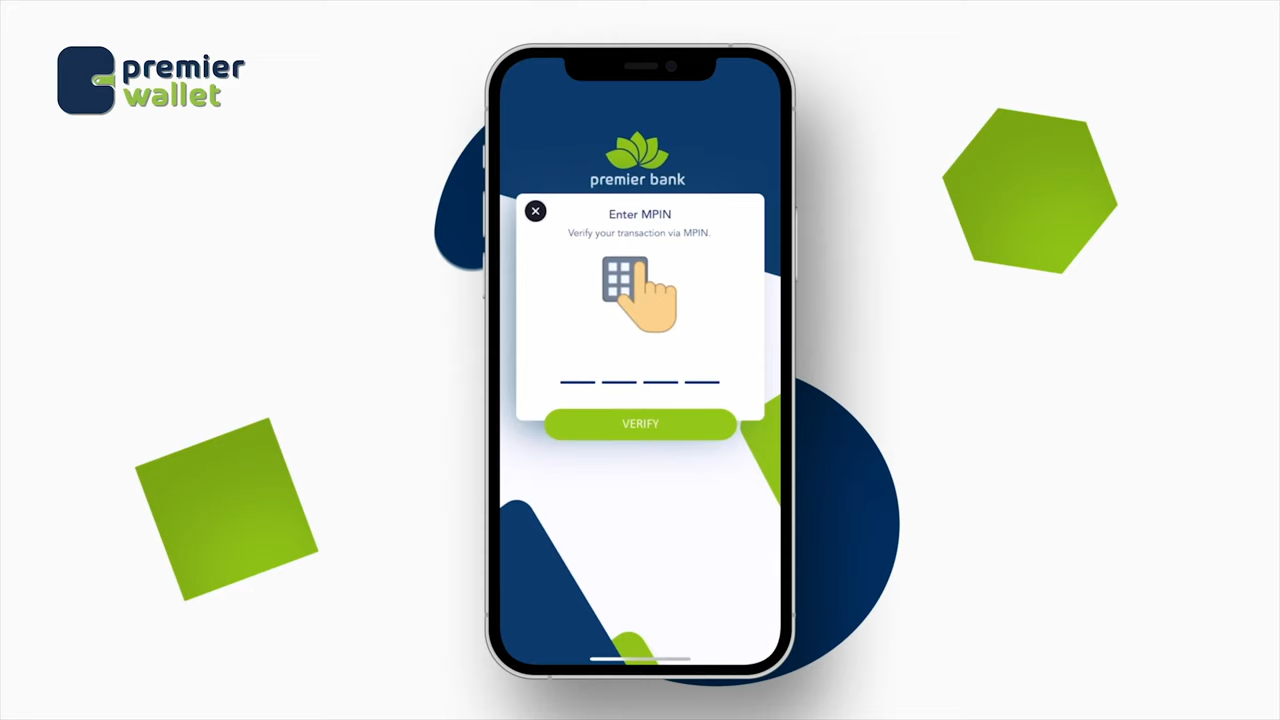 premier
wallet
premier bank
Enter MPIN
Verify your transaction via MPIN.
VERIFY